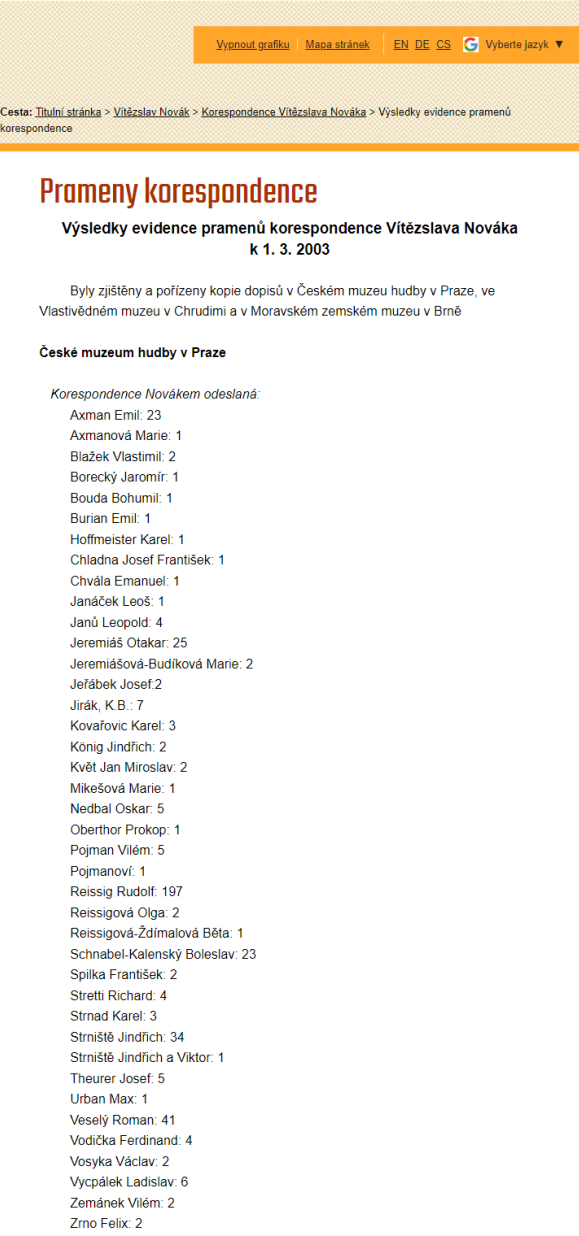 Vypnout grafiku | Mapa stránek | EN DE CS Vyberte jazyk ▼
Cesta: Titulní stránka > Vítězslav Novák > Korespondence Vítězslava Nováka > Výsledky evidence pramenů
korespondence
Prameny korespondence
Výsledky evidence pramenů korespondence Vítězslava Nováka
k 1. 3. 2003
Byly zjištěny a pořízeny kopie dopisů v Českém muzeu hudby v Praze, ve
Vlastivědném muzeu v Chrudimi a v Moravském zemském muzeu v Brně
České muzeum hudby v Praze
Korespondence Novákem odeslaná:
Axman Emil: 23
Axmanová Marie: 1
Blažek Vlastimil: 2
Borecký Jaromír: 1
Bouda Bohumil: 1
Burian Emil: 1
Hoffmeister Karel: 1
Chladna Josef František: 1
Chvála Emanuel: 1
Janáček Leoš: 1
Janů Leopold: 4
Jeremiáš Otakar: 25
Jeremiášová-Budíková Marie: 2
Jeřábek Josef:2
Jirák, K.B.: 7
Kovařovic Karel: 3
König Jindřich: 2
Květ Jan Miroslav: 2
Mikešová Marie: 1
Nedbal Oskar: 5
Oberthor Prokop: 1
Pojman Vilém: 5
Pojmanoví: 1
Reissig Rudolf: 197
Reissigová Olga: 2
Reissigová-Ždímalová Běta: 1
Schnabel-Kalenský Boleslav: 23
Spilka František: 2
Stretti Richard: 4
Strnad Karel: 3
Strniště Jindřich: 34
Strniště Jindřich a Viktor: 1
Theurer Josef: 5
Urban Max: 1
Veselý Roman: 41
Vodička Ferdinand: 4
Vosyka Václav: 2
Vycpálek Ladislav: 6
Zemánek Vilém: 2
Zrno Felix: 2